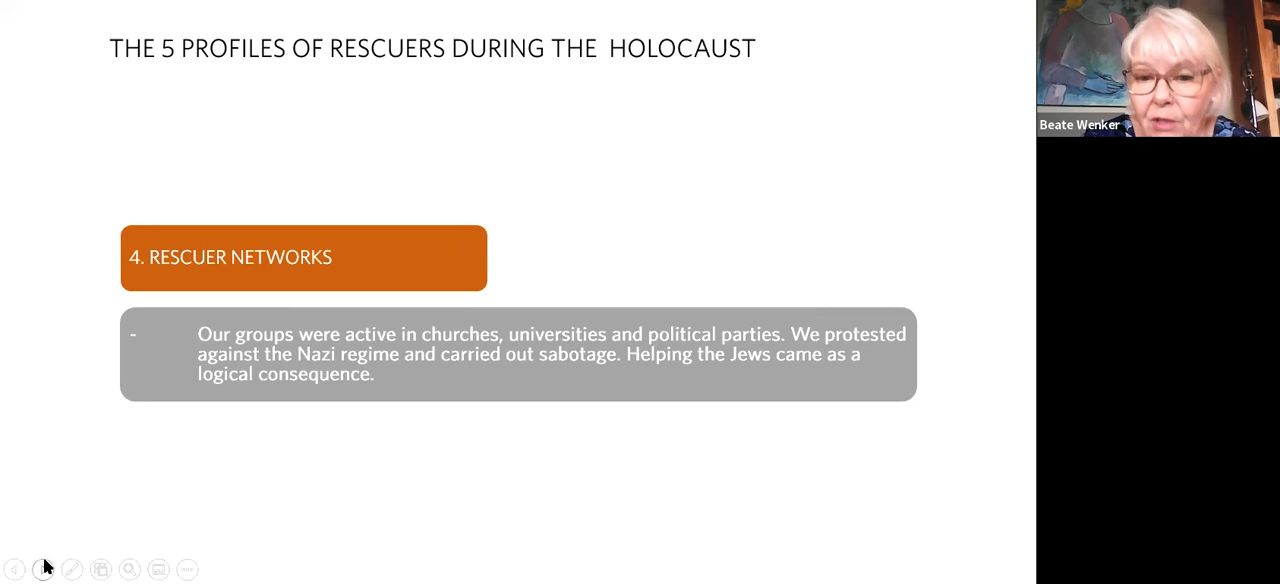 THE 5 PROFILES OF RESCUERS DURING THE HOLOCAUST
Beate Wenker
4. RESCUER NETWORKS
- Our groups were active in churches, universities and political parties. We protested
against the Nazi regime and carried out sabotage. Helping the Jews came as a
logical consequence.